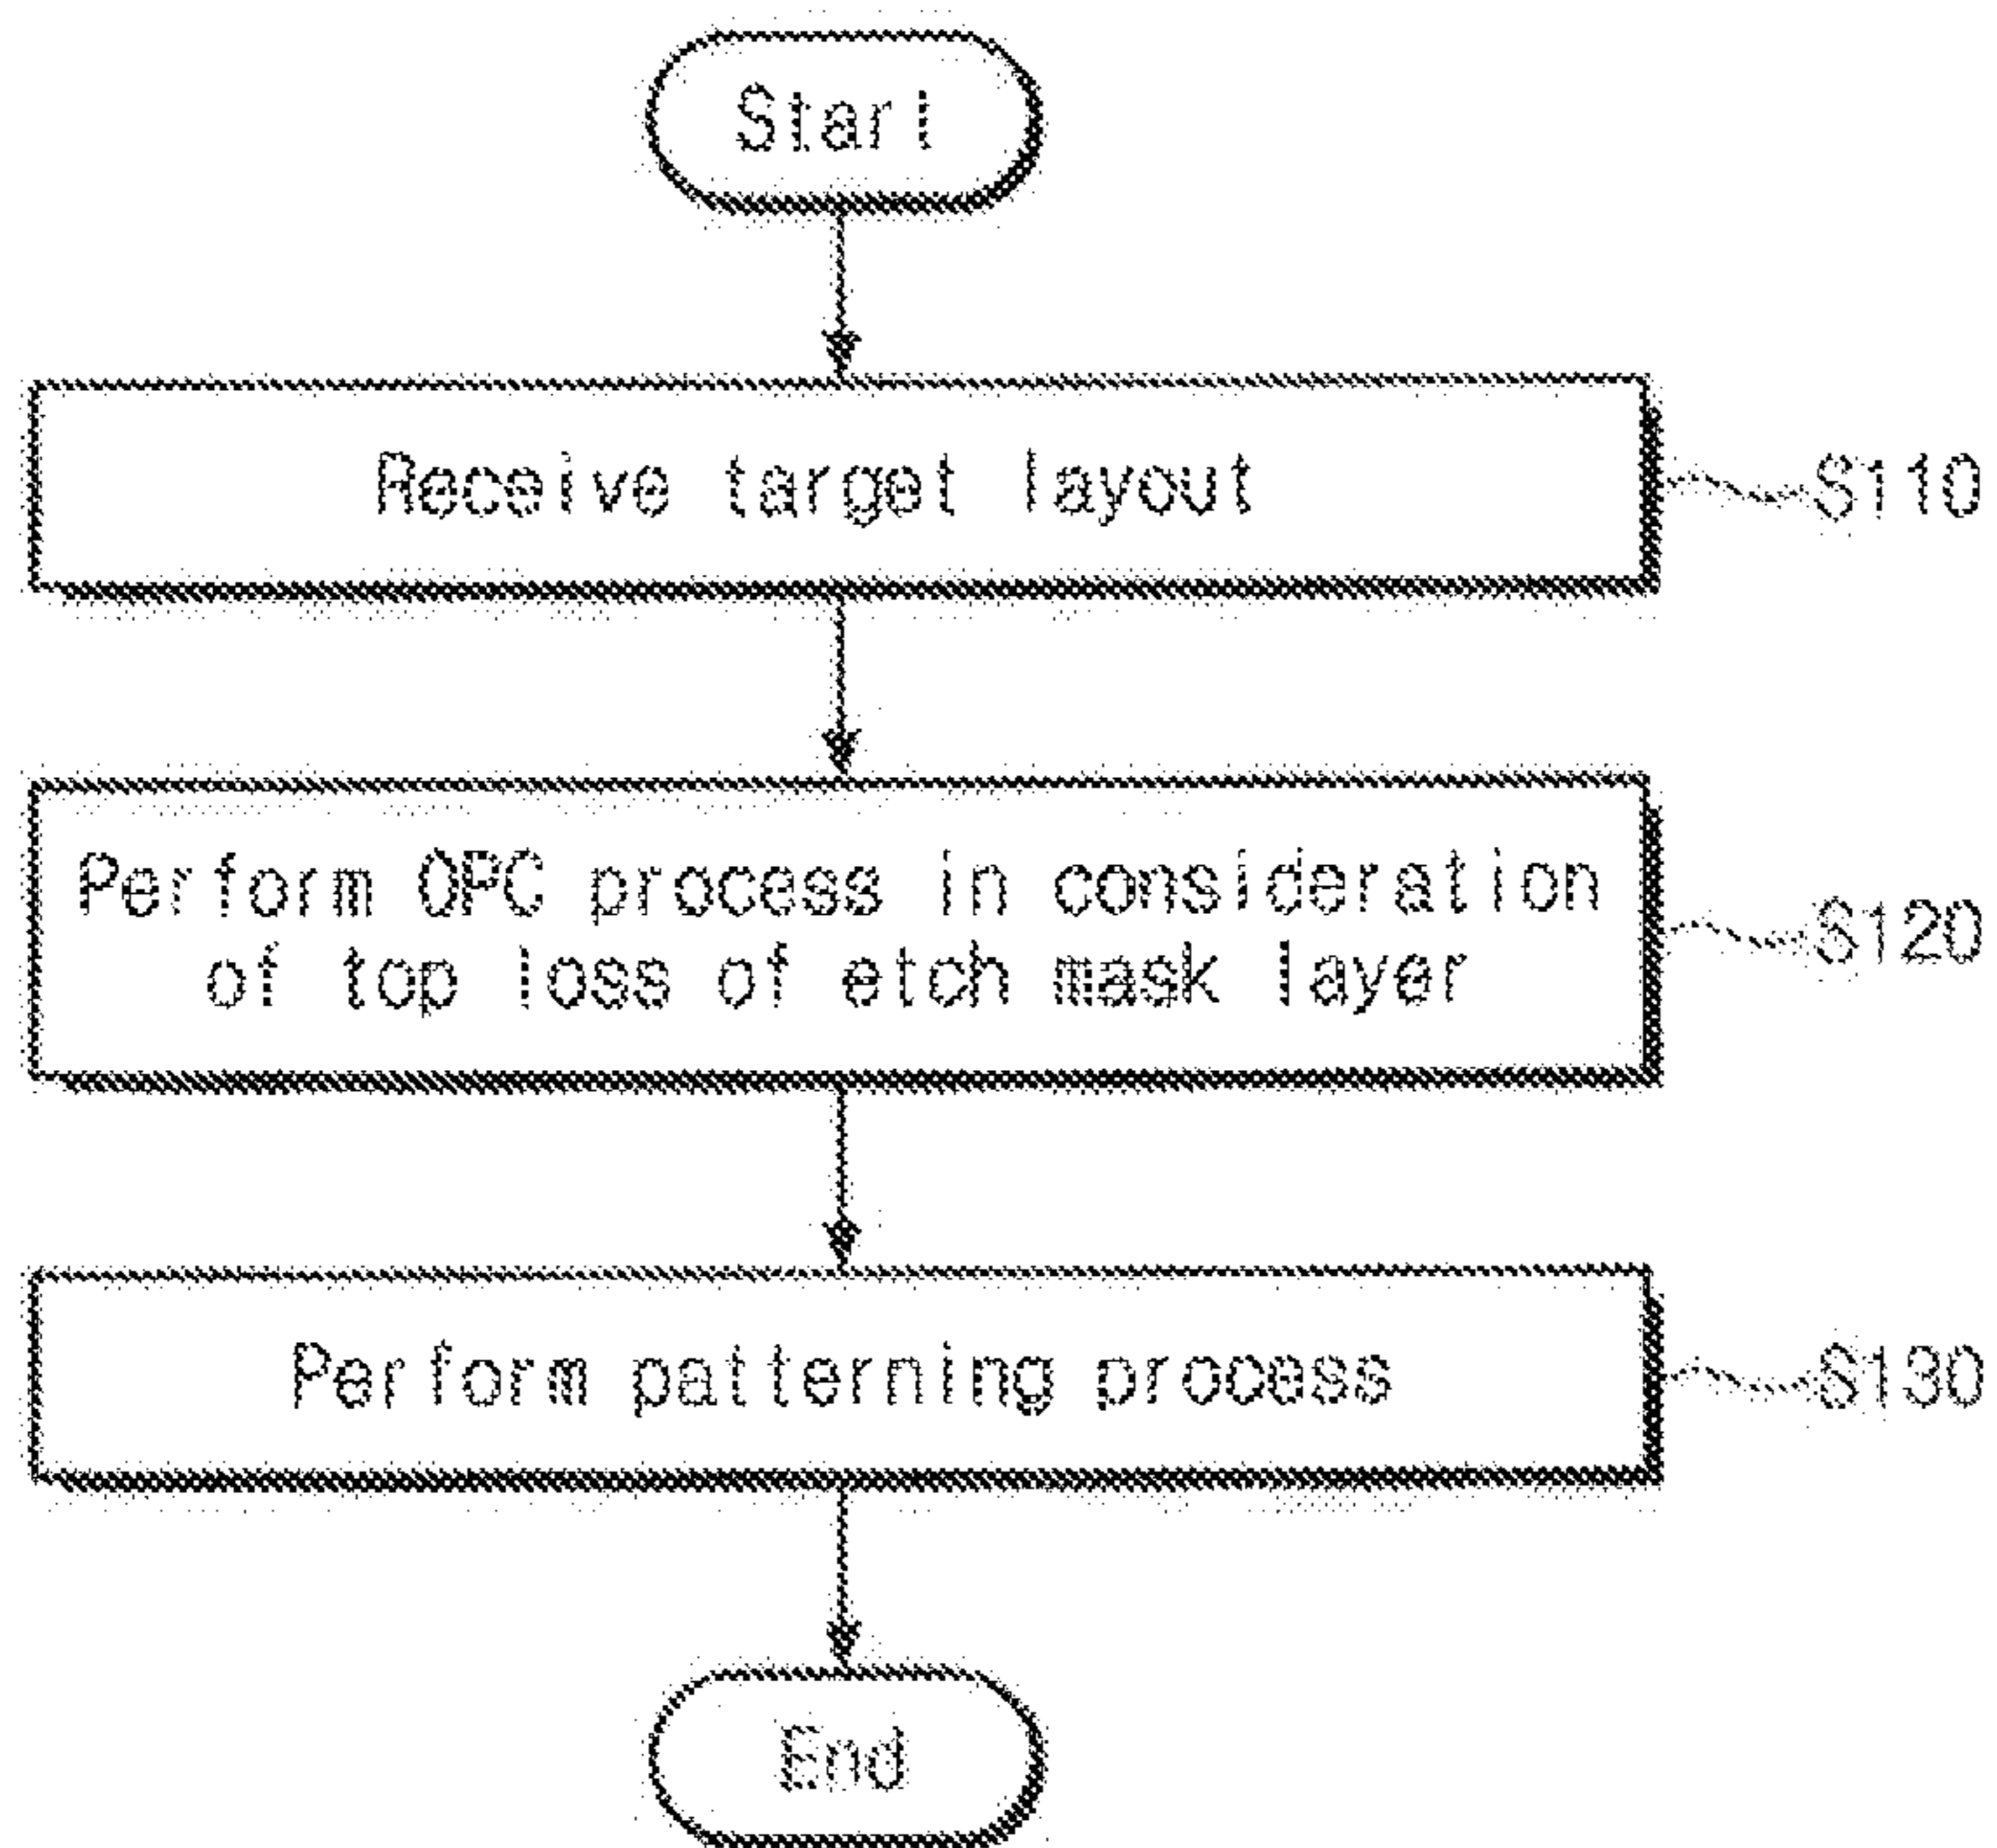 Start
Receive target layout
S110
Perform OPC process in consideration
of top loss of etch mask layer
S120
Perform patterning process
S130
End